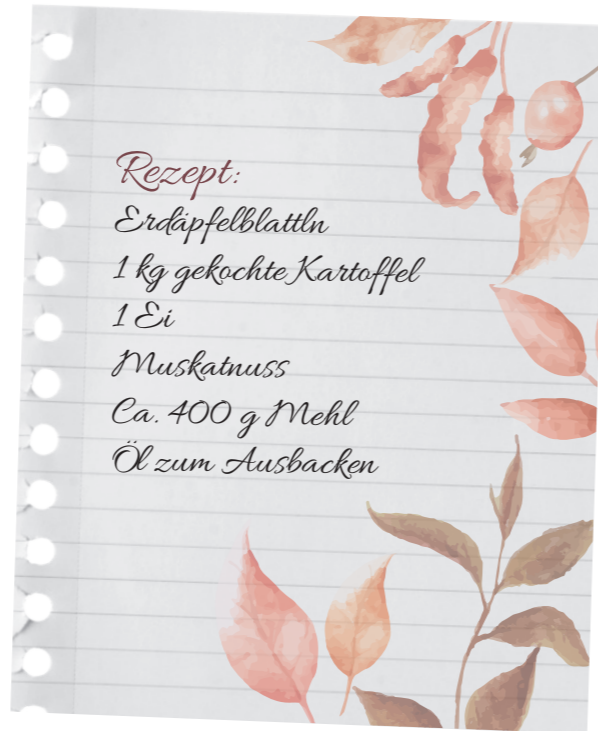 Rezept:
Erdäpfelblattln
1 kg gekochte Kartoffel
1 Ei
Muskatnuss
Ca. 400 g Mehl
Öl zum Ausbacken